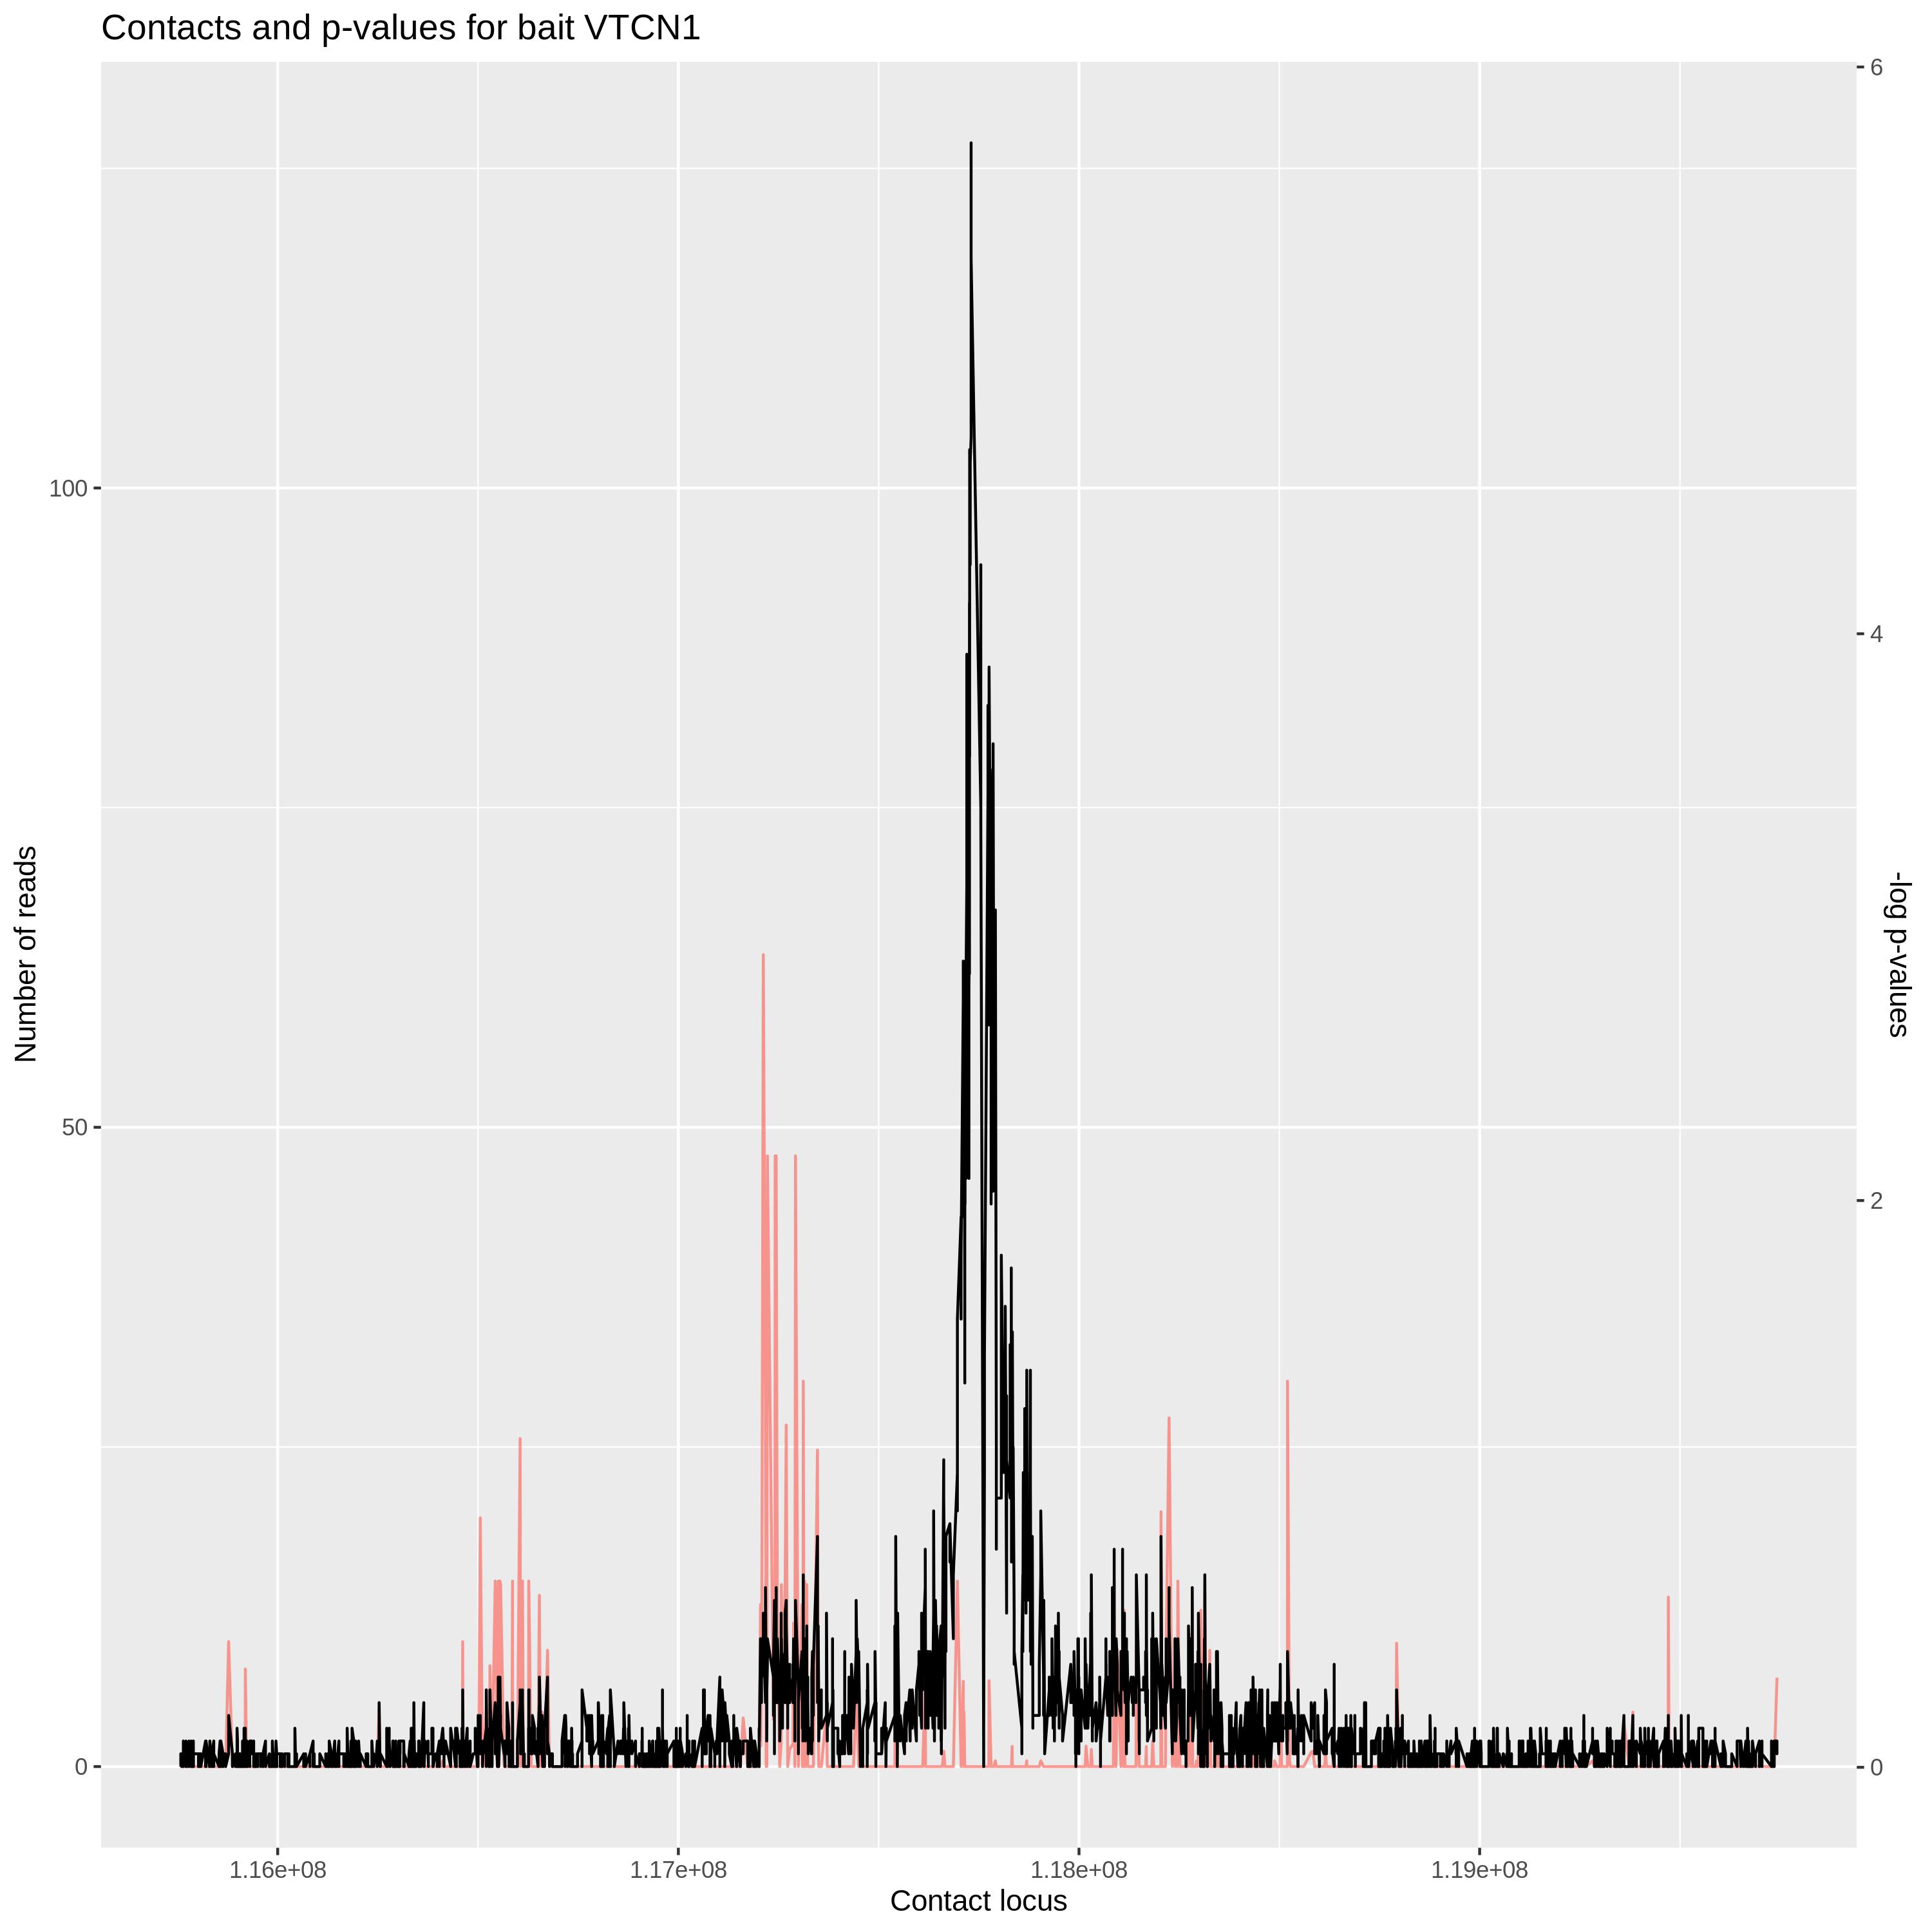 Contacts and p-values for bait VTCN1
6
100
4
Number of reads
-log p-values
50
2
0
0
1.16e+08
1.17e+08
1.18e+08
1.19e+08
Contact locus